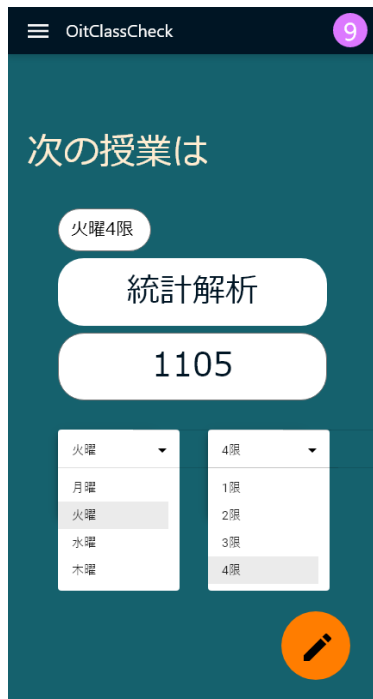 OitClassCheck
9
次の授業は
火曜4限
統計解析
1105
火曜 4限
月曜 1限
火曜 2限
水曜 3限
木曜 4限